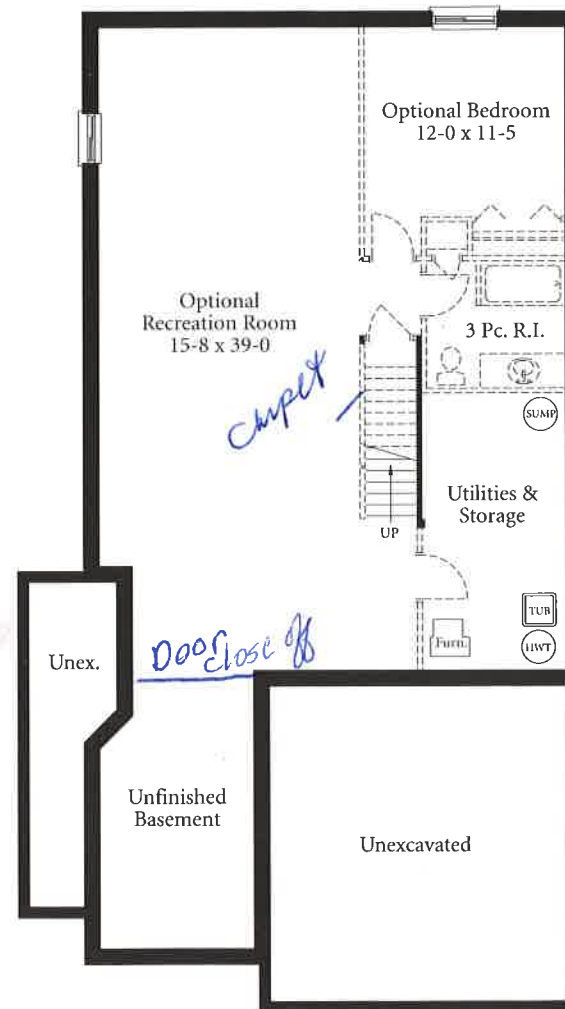 Optional Bedroom
12-0 x 11-5
Optional
Recreation Room
15-8 x 39-0
3 Pc. R.I.
Carpet
SUMP
Utilities &
Storage
UP
TUB
Furn.
HWT
Unex.
Door close off
Unfinished
Basement
Unexcavated